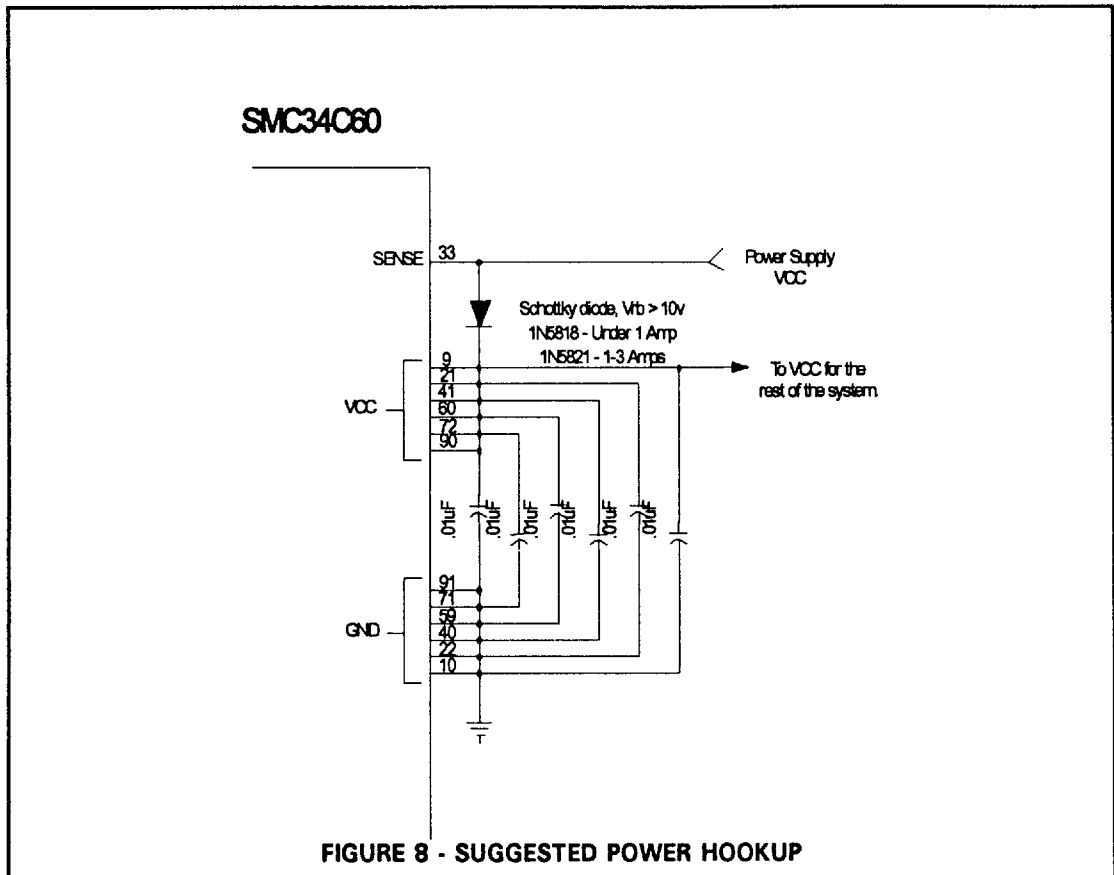 SMC34C60
SENSE 33
Power Supply
VCC
Schottky diode, Vrb > 10v
1N5818 - Under 1 Amp
1N5821 - 1-3 Amps
To VCC for the
rest of the system.
VCC
9
21
41
60
72
90
.01uF
.01uF
.01uF
.01uF
.01uF
.01uF
GND
91
71
59
40
22
10
FIGURE 8 - SUGGESTED POWER HOOKUP